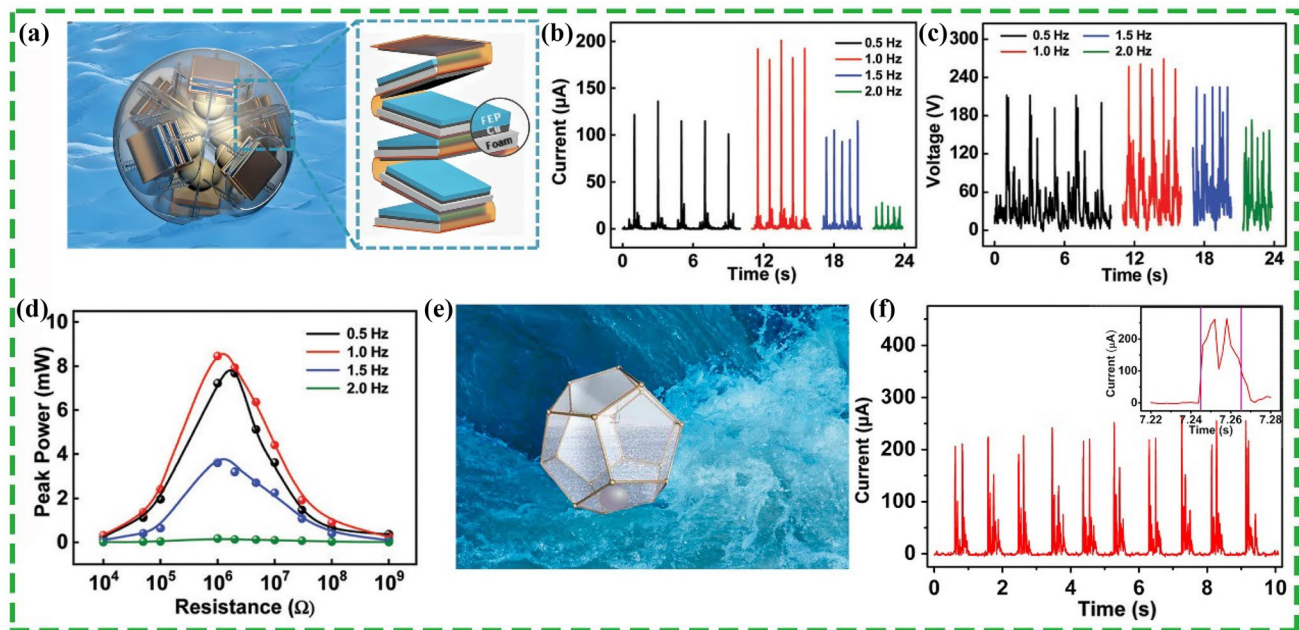 (a)
FEP
Cu
Foam
(b)
Current (µA)
200
150
100
50
0
0.5 Hz
1.0 Hz
1.5 Hz
2.0 Hz
0 6 12 18 24
Time (s)
(c)
Voltage (V)
300
240
180
120
60
0
0.5 Hz 1.5 Hz
1.0 Hz 2.0 Hz
0 6 12 18 24
Time (s)
(d)
Peak Power (mW)
10
8
6
4
2
0
0.5 Hz
1.0 Hz
1.5 Hz
2.0 Hz
10⁴ 10⁵ 10⁶ 10⁷ 10⁸ 10⁹
Resistance (Ω)
(e)
(f)
Current (µA)
400
300
200
100
0
Current (µA)
200
100
0
7.22 7.24 7.26 7.28
Time (s)
0 2 4 6 8 10
Time (s)